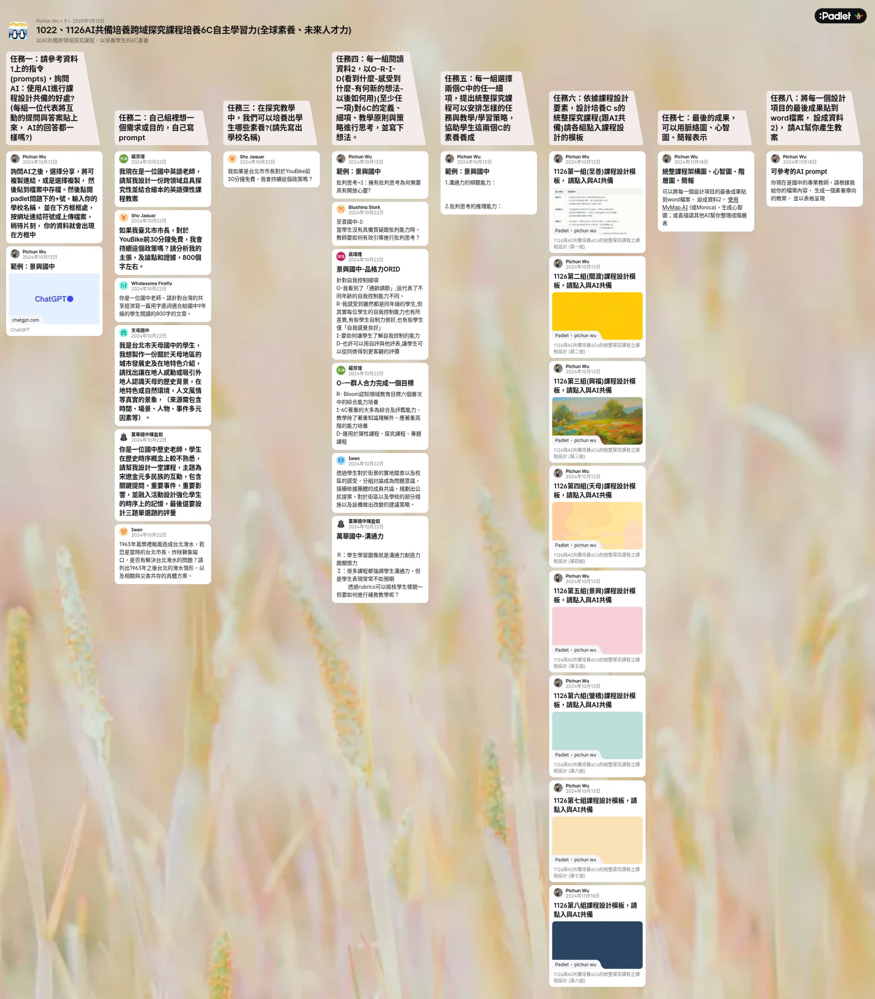 AMWORK
Pichun Wu + 9 • 2025年1月13日
1022、1126AI共備培養跨域探究課程培養6C自主學習力(全球素養、未來人才力)
以AI共備跨領域探究課程，以培養學生的6C素養
:Padlet
任務一：請參考資料
1上的指令
(prompts)，詢問
AI：使用AI進行課
程設計共備的好處?
(每組一位代表將互
動的提問與答案貼上
來， AI的回答都一
樣嗎?)
Pichun Wu
2024年10月13日
詢問AI之後，選擇分享，將可
複製連結，或是選擇複製， 然
後貼到檔案中存檔。然後點開
padlet問題下的+號，輸入你的
學校名稱， 並在下方框框處，
按網址連結符號或上傳檔案，
稍待片刻， 你的資料就會出現
在方框中
Pichun Wu
2024年10月13日
範例：景興國中
ChatGPT
chatgpt.com
ChatGPT
任務二：自己組裡想一
個需求或目的，自己寫
prompt
芳瑋
楊芳瑋
2024年10月22日
我現在是一位國中英語老師，
請幫我設計一份跨領域且具探
究性並結合繪本的英語彈性課
程教案
Shy Jaguar
2024年10月22日
如果我臺北市市長，對於
YouBike前30分鐘免費，我會
持續這個政策嗎？請分析我的
主張，及論點和證據，800個
字左右。
Wholesome Firefly
2024年10月22日
你是一位國中老師，請針對台灣的共
享經濟寫一篇用字遣詞適合給國中9年
級的學生閱讀的800字的文章。
天母國中
2024年10月22日
我是台北市天母國中的學生，
我想製作一份關於天母地區的
城市發展史及在地特色介紹，
請找出讓在地人感動或吸引外
地人認識天母的歷史背景，在
地特色或自然環境，人文風情
等真實的景象，（來源需包含
時間、場景、人物、事件多元
因素等）。
萬華國中陳盈如
2024年10月22日
你是一位國中歷史老師，學生
在歷史時序概念上較不熟悉，
請幫我設計一堂課程，主題為
宋遼金元多民族的互動，包含
關鍵提問、重要事件、重要影
響，並融入活動設計強化學生
的時序上的記憶，最後還要設
計三題單選題的評量
Iwen
2024年10月22日
1963年葛樂禮颱風造成台北淹水，若
您是當時的台北市長，炸除獅象隘
口，是否有解決台北淹水的問題？請
列出1963年之後台北的淹水情形，以
及相關與災害共存的具體方案。
任務三：在探究教學
中，我們可以培養出學
生哪些素養?(請先寫出
學校名稱)
Shy Jaguar
2024年10月22日
我如果是台北市市長對於YouBike前
30分鐘免費，我會持續這個政策嗎？
任務四：每一組閱讀
資料2，以O-R-I-
D(看到什麼-感受到
什麼-有何新的想法-
以後如何用)(至少任
一項)對6C的定義、
細項、教學原則與策
略進行思考，並寫下
想法。
Pichun Wu
2024年10月13日
範例：景興國中
批判思考~I：擁有批判思考為何需要
具有開放心靈?
Blushing Stork
2024年10月22日
至善國中-I:
當學生沒有具備質疑跟批判能力時，
教師要如何有效引導進行批判思考？
瑋隆
高瑋隆
2024年10月22日
景興國中-品格力ORID
針對自我控制細項
O-我看到了「適齡調節」,這代表了不
同年齡的自我控制能力不同。
R-我感受到雖然都是同年級的學生,但
其實每位學生的自我控制能力也有所
差異,有些學生自制力很好,也有些學生
僅「自我感覺良好」
I-要如何讓學生了解自我控制的能力
D-也許可以用自評與他評表,讓學生可
以從同儕得到更客觀的評價
芳瑋
楊芳瑋
2024年10月22日
O-一群人合力完成一個目標
R- Bloom認知領域教育目標六個層次
中的綜合能力培養
I-6C著重的大多為綜合及評鑑能力，
教學除了著重知識理解外，應著重高
階的能力培養
D-運用於彈性課程、探究課程、專題
課程
Iwen
2024年10月22日
透過學生對於街景的實地踏查以及校
區的感受，分組討論成為問題意識，
接續依據團體的成員共識，規劃出公
民提案，對於街區以及學校的部分措
施以及設備做出改變的建議策略。
萬華國中陳盈如
2024年10月22日
萬華國中-溝通力
Ｒ：學生學習圖像就是溝通力創造力
跟關懷力
Ｉ：很多課程都強調學生溝通力，但
是學生表現常常不如預期
透過rubrics可以檢核學生樣貌～
但要如何進行補救教學呢？
任務五：每一組選擇
兩個C中的任一細
項，提出統整探究課
程可以安排怎樣的任
務與教學/學習策略，
協助學生這兩個C的
素養養成
Pichun Wu
2024年10月13日
範例：景興國中
1.溝通力的傾聽能力：
2.批判思考的推理能力：
任務六：依據課程設計
要素，設計培養C s的
統整探究課程(跟AI共
備)請各組點入課程設
計的模板
Pichun Wu
2024年10月13日
1126第一組(至善)課程設計模
板， 請點入與AI共備
Padlet • pichun wu
1126與AI共備培養6Cs的統整探究課程之課
程設計 (第一組)
Pichun Wu
2024年10月13日
1126第二組(關渡)課程設計模
板，請點入與AI共備
Padlet • pichun wu
1126與AI共備培養6Cs的統整探究課程之課
程設計 (第二組)
Pichun Wu
2024年10月13日
1126第三組(興福)課程設計模
板，請點入與AI共備
Padlet • pichun wu
1126與AI共備培養6Cs的統整探究課程之課
程設計 (第三組)
Pichun Wu
2024年10月13日
1126第四組(天母)課程設計模
板，請點入與AI共備
Padlet • pichun wu
1126與AI共備培養6Cs的統整探究課程之課
程設計 (第四組)
Pichun Wu
2024年10月13日
1126第五組(景興)課程設計模
板，請點入與AI共備
Padlet • pichun wu
1126與AI共備培養6Cs的統整探究課程之課
程設計 (第五組)
Pichun Wu
2024年10月13日
1126第六組(螢橋)課程設計模
板，請點入與AI共備
Padlet • pichun wu
1126與AI共備培養6Cs的統整探究課程之課
程設計 (第六組)
Pichun Wu
2024年10月13日
1126第七組課程設計模板，請
點入與AI共備
Padlet • pichun wu
1126與AI共備培養6Cs的統整探究課程之課
程設計 (第七組)
Pichun Wu
2024年11月18日
1126第八組課程設計模板，請
點入與AI共備
Padlet • pichun wu
1126與AI共備培養6Cs的統整探究課程之課
程設計 (第八組)
任務七：最後的成果，
可以用脈絡圖、心智
圖、簡報表示
Pichun Wu
2024年11月18日
統整課程架構圖、心智圖、階
層圖、簡報
可以將每一個設計項目的最後成果貼
到word檔案， 設成資料2， 使用
MyMap.AI (或Monica)，生成心智
圖；或直接請其他AI幫你整理成階層
表
任務八：將每一個設計
項目的最後成果貼到
word檔案， 設成資料
2)， 請AI幫你產生教
案
Pichun Wu
2024年11月18日
可參考的AI prompt
你現在是國中的專業教師，請根據我
給你的檔案內容， 生成一個素養導向
的教案， 並以表格呈現